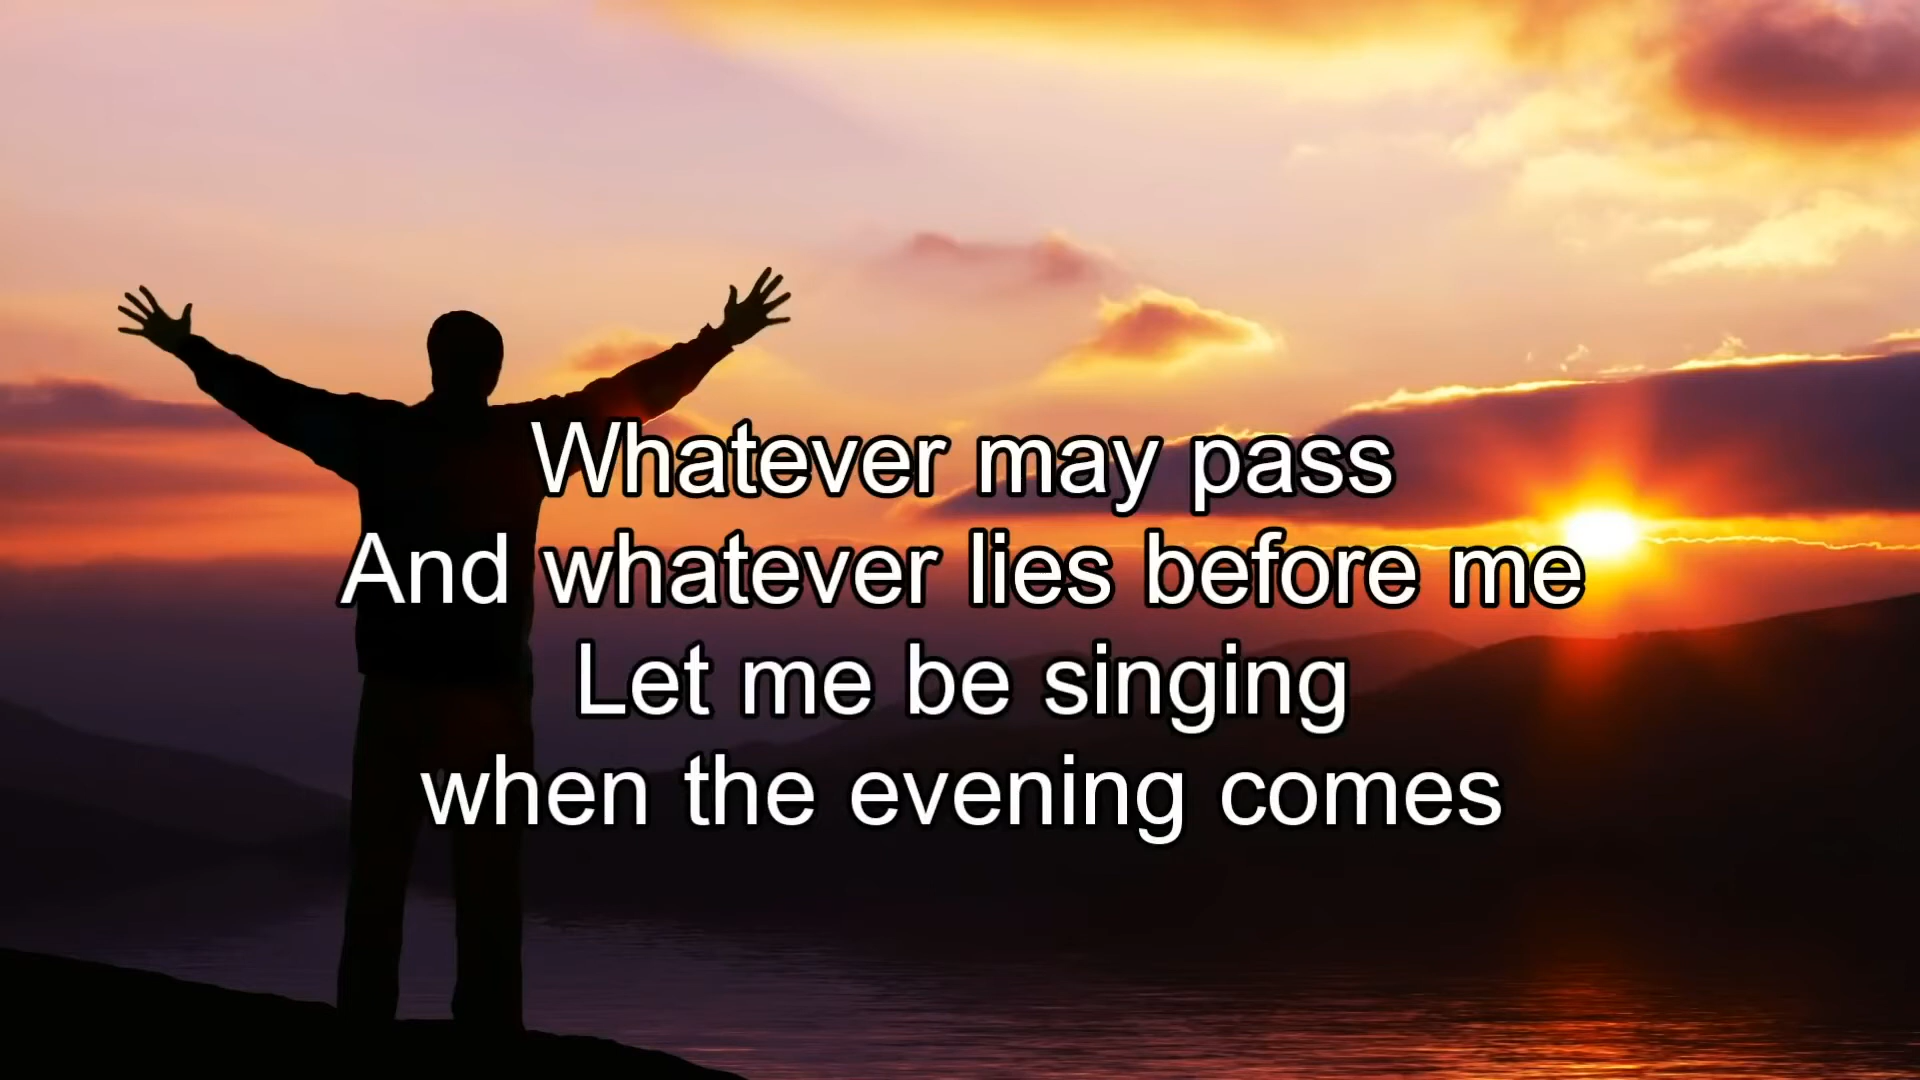 Whatever may pass
And whatever lies before me
Let me be singing
when the evening comes